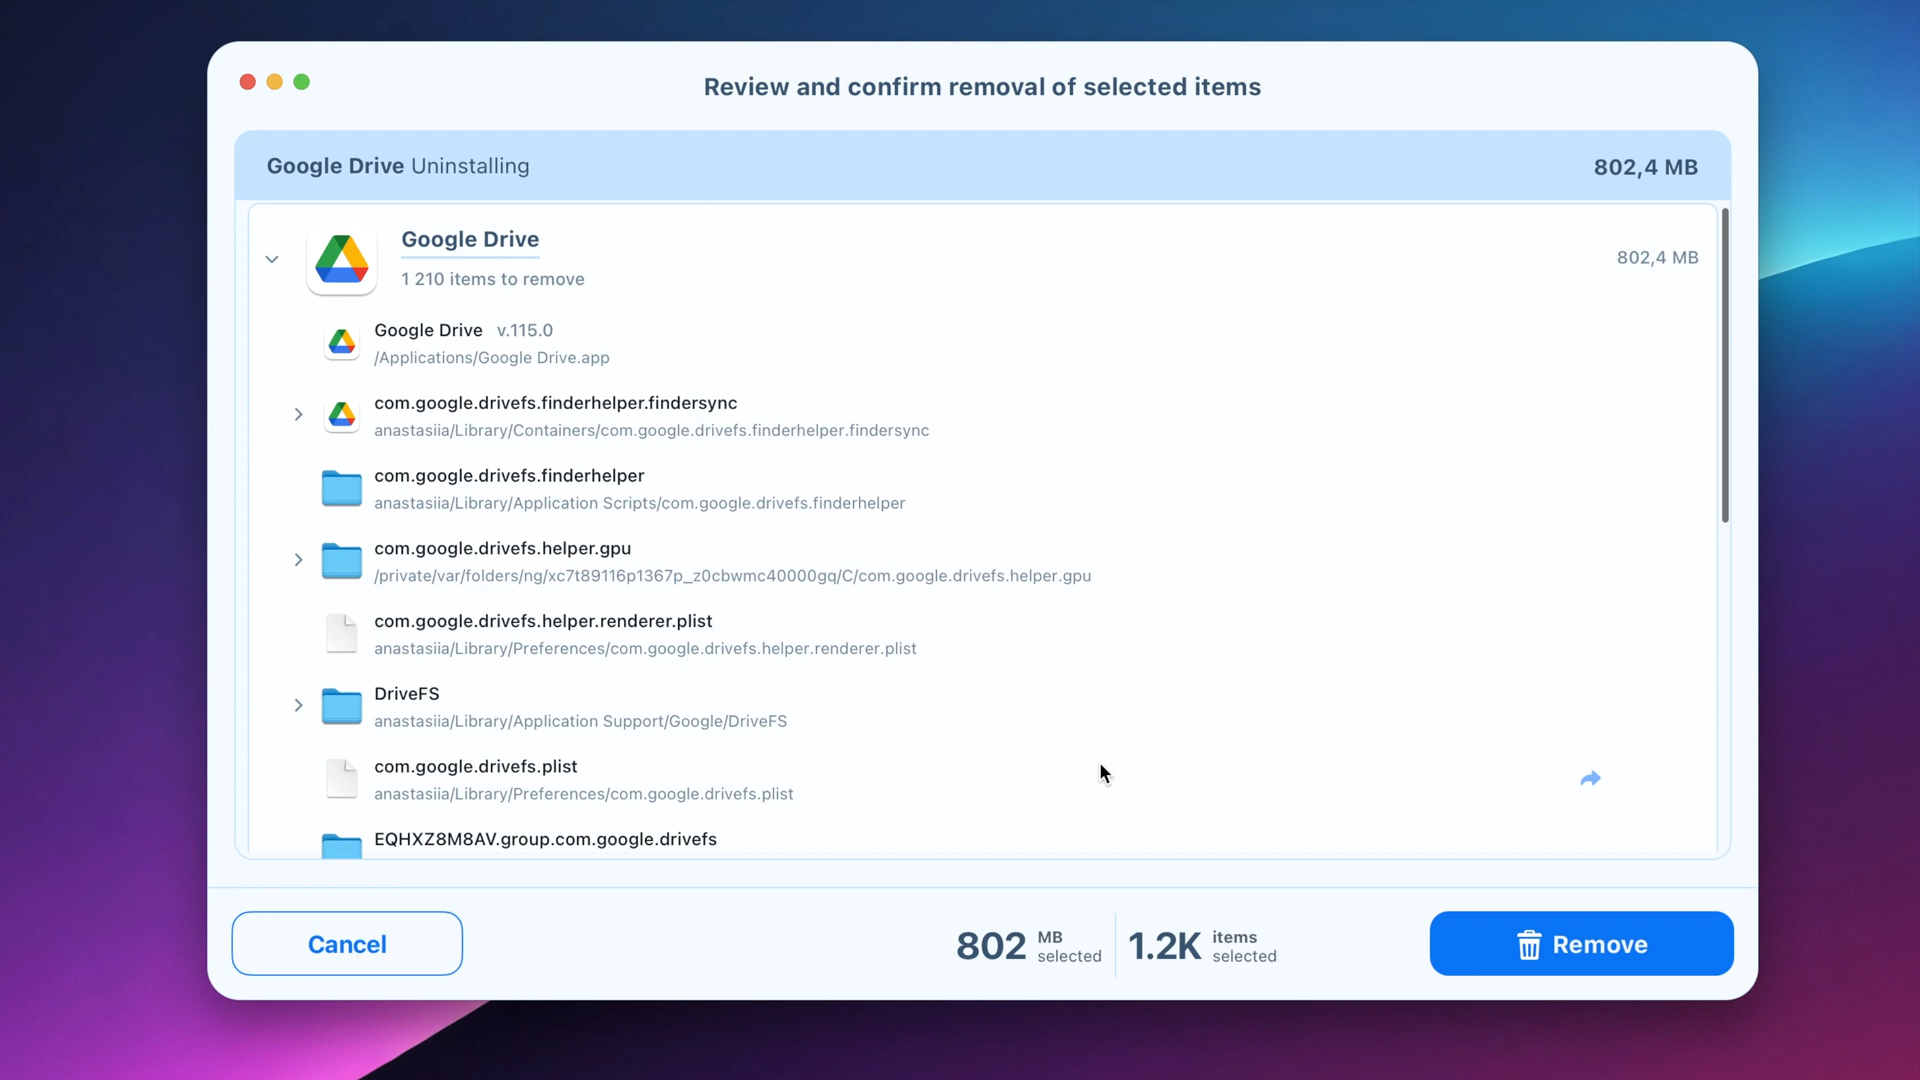 Review and confirm removal of selected items
Google Drive Uninstalling
802,4 MB
Google Drive
1 210 items to remove
802,4 MB
Google Drive v.115.0
/Applications/Google Drive.app
com.google.drivefs.finderhelper.findersync
anastasiia/Library/Containers/com.google.drivefs.finderhelper.findersync
com.google.drivefs.finderhelper
anastasiia/Library/Application Scripts/com.google.drivefs.finderhelper
com.google.drivefs.helper.gpu
/private/var/folders/ng/xc7t89116p1367p_z0cbwmc40000gq/C/com.google.drivefs.helper.gpu
com.google.drivefs.helper.renderer.plist
anastasiia/Library/Preferences/com.google.drivefs.helper.renderer.plist
DriveFS
anastasiia/Library/Application Support/Google/DriveFS
com.google.drivefs.plist
anastasiia/Library/Preferences/com.google.drivefs.plist
EQHXZ8M8AV.group.com.google.drivefs
Cancel
802 MB selected
1.2K items selected
Remove